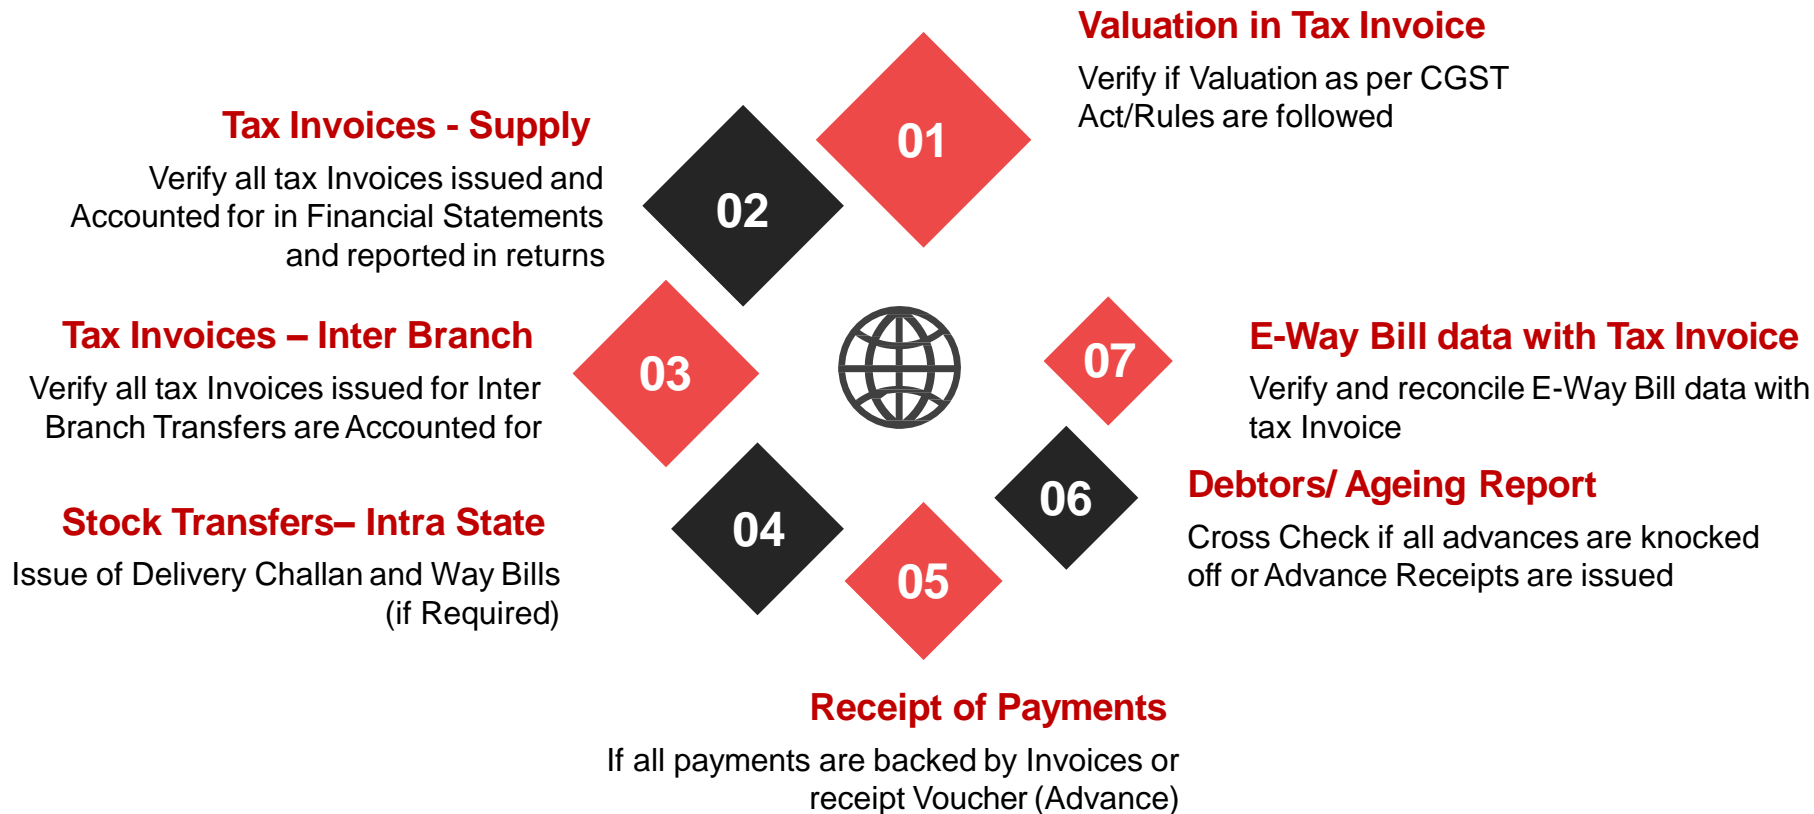 01
Valuation in Tax Invoice
Verify if Valuation as per CGST
Act/Rules are followed
02
Tax Invoices - Supply
Verify all tax Invoices issued and
Accounted for in Financial Statements
and reported in returns
03
Tax Invoices – Inter Branch
Verify all tax Invoices issued for Inter
Branch Transfers are Accounted for
04
Stock Transfers– Intra State
Issue of Delivery Challan and Way Bills
(if Required)
05
Receipt of Payments
If all payments are backed by Invoices or
receipt Voucher (Advance)
06
Debtors/ Ageing Report
Cross Check if all advances are knocked
off or Advance Receipts are issued
07
E-Way Bill data with Tax Invoice
Verify and reconcile E-Way Bill data with
tax Invoice